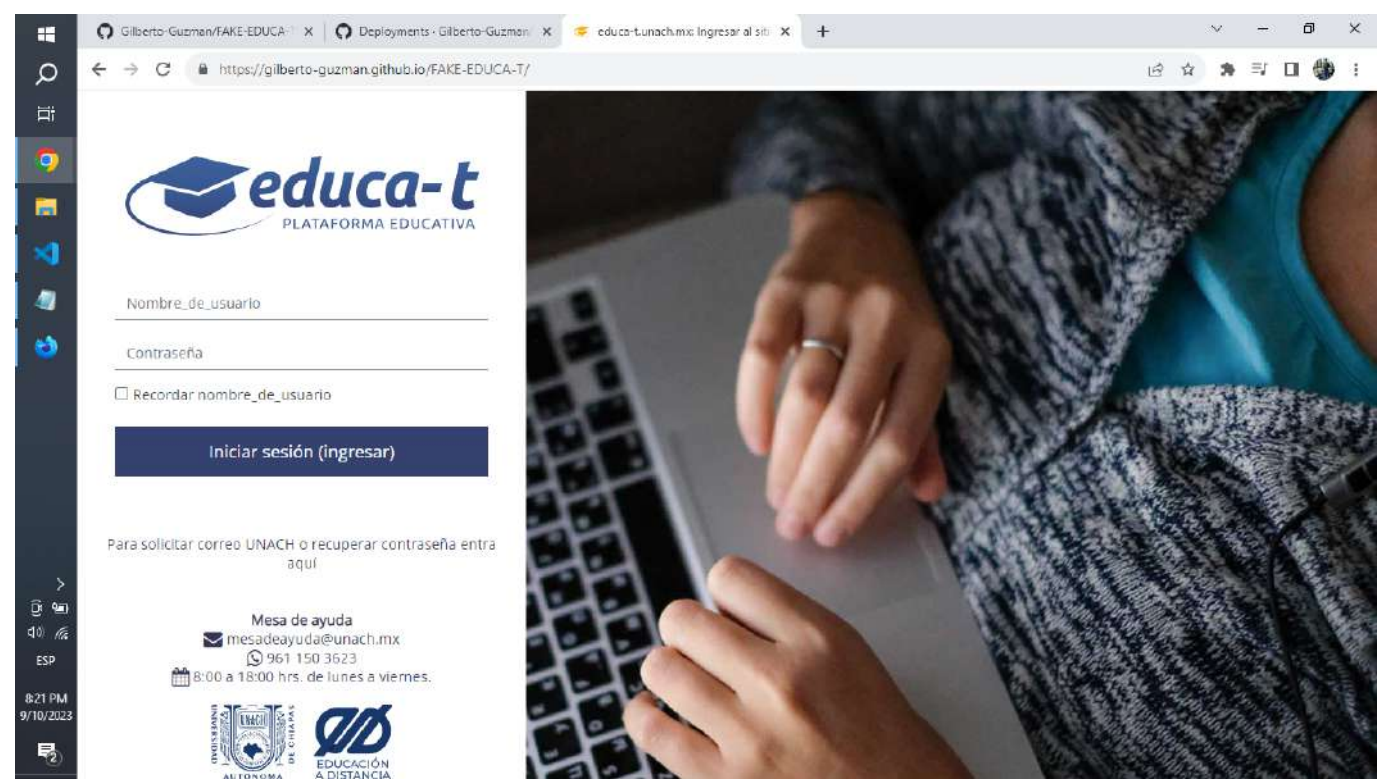 Gilberto-Guzman/FAKE-EDUCA-T
Deployments · Gilberto-Guzman
educa-t.unach.mx: Ingresar al siti
https://gilberto-guzman.github.io/FAKE-EDUCA-T/
educa-t
PLATAFORMA EDUCATIVA
Nombre_de_usuario
Contraseña
Recordar nombre_de_usuario
Iniciar sesión (ingresar)
Para solicitar correo UNACH o recuperar contraseña entra
aquí
Mesa de ayuda
mesadeayuda@unach.mx
961 150 3623
8:00 a 18:00 hrs. de lunes a viernes.
UNIVERSIDAD
UNACH
DE CHIAPAS
AUTÓNOMA
EDUCACIÓN
A DISTANCIA
ESP
8:21 PM
9/10/2023
2